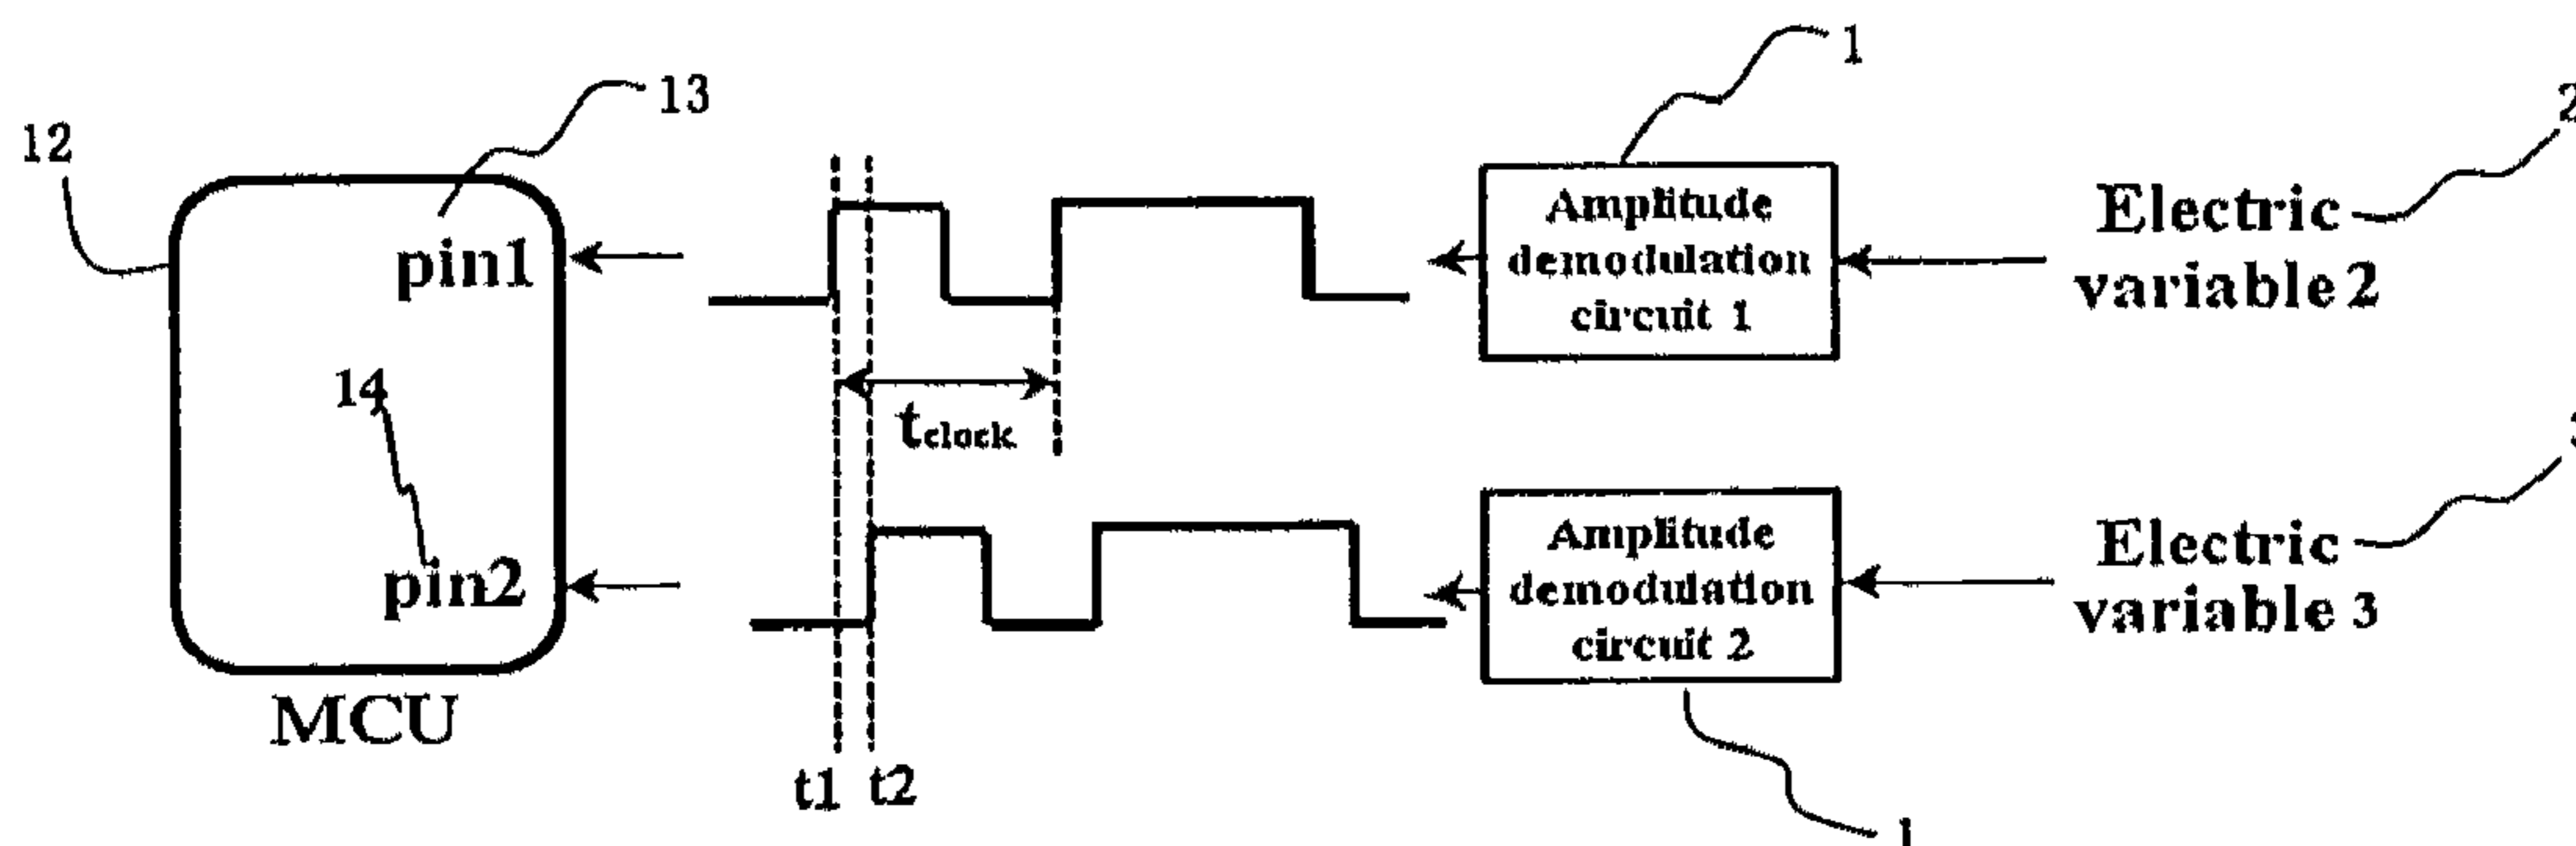 1
13
2
12
Amplitude
demodulation
circuit 1
Electric
variable 2
pin1
14
tclock
3
Amplitude
demodulation
circuit 2
Electric
variable 3
pin2
MCU
t1 t2
1